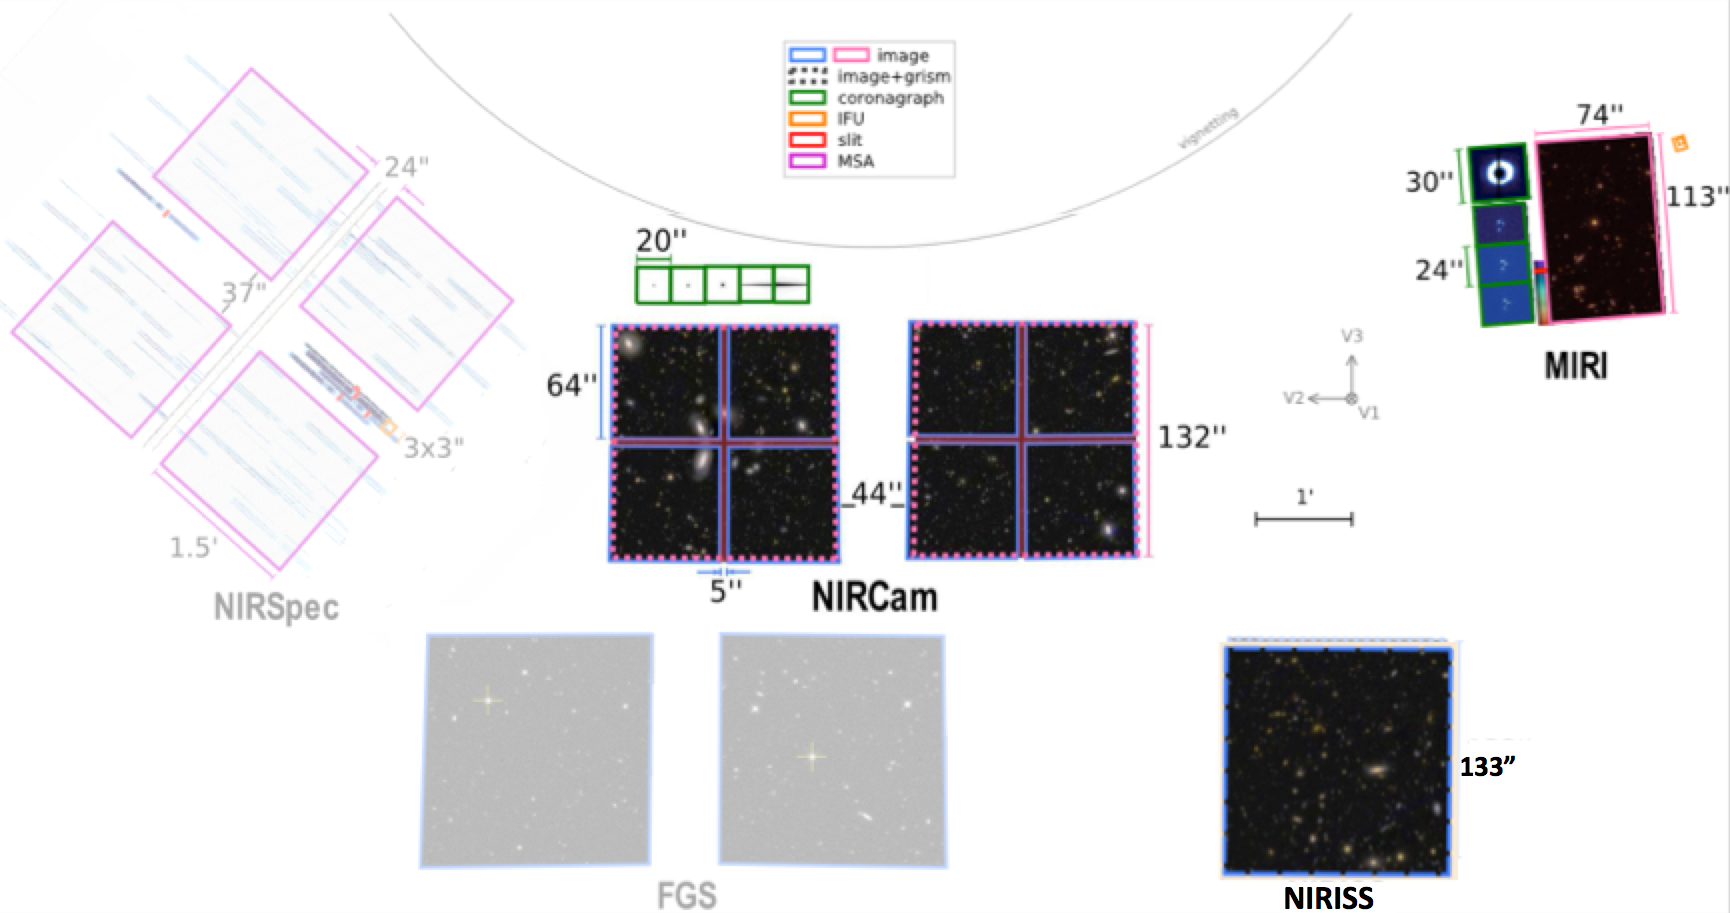 image
image+grism
coronagraph
IFU
slit
MSA
vignetting
24"
37"
3x3"
1.5'
NIRSpec
20''
64''
44''
132''
5''
NIRCam
V3
V2
V1
1'
74''
30''
113''
24''
MIRI
FGS
133”
NIRISS